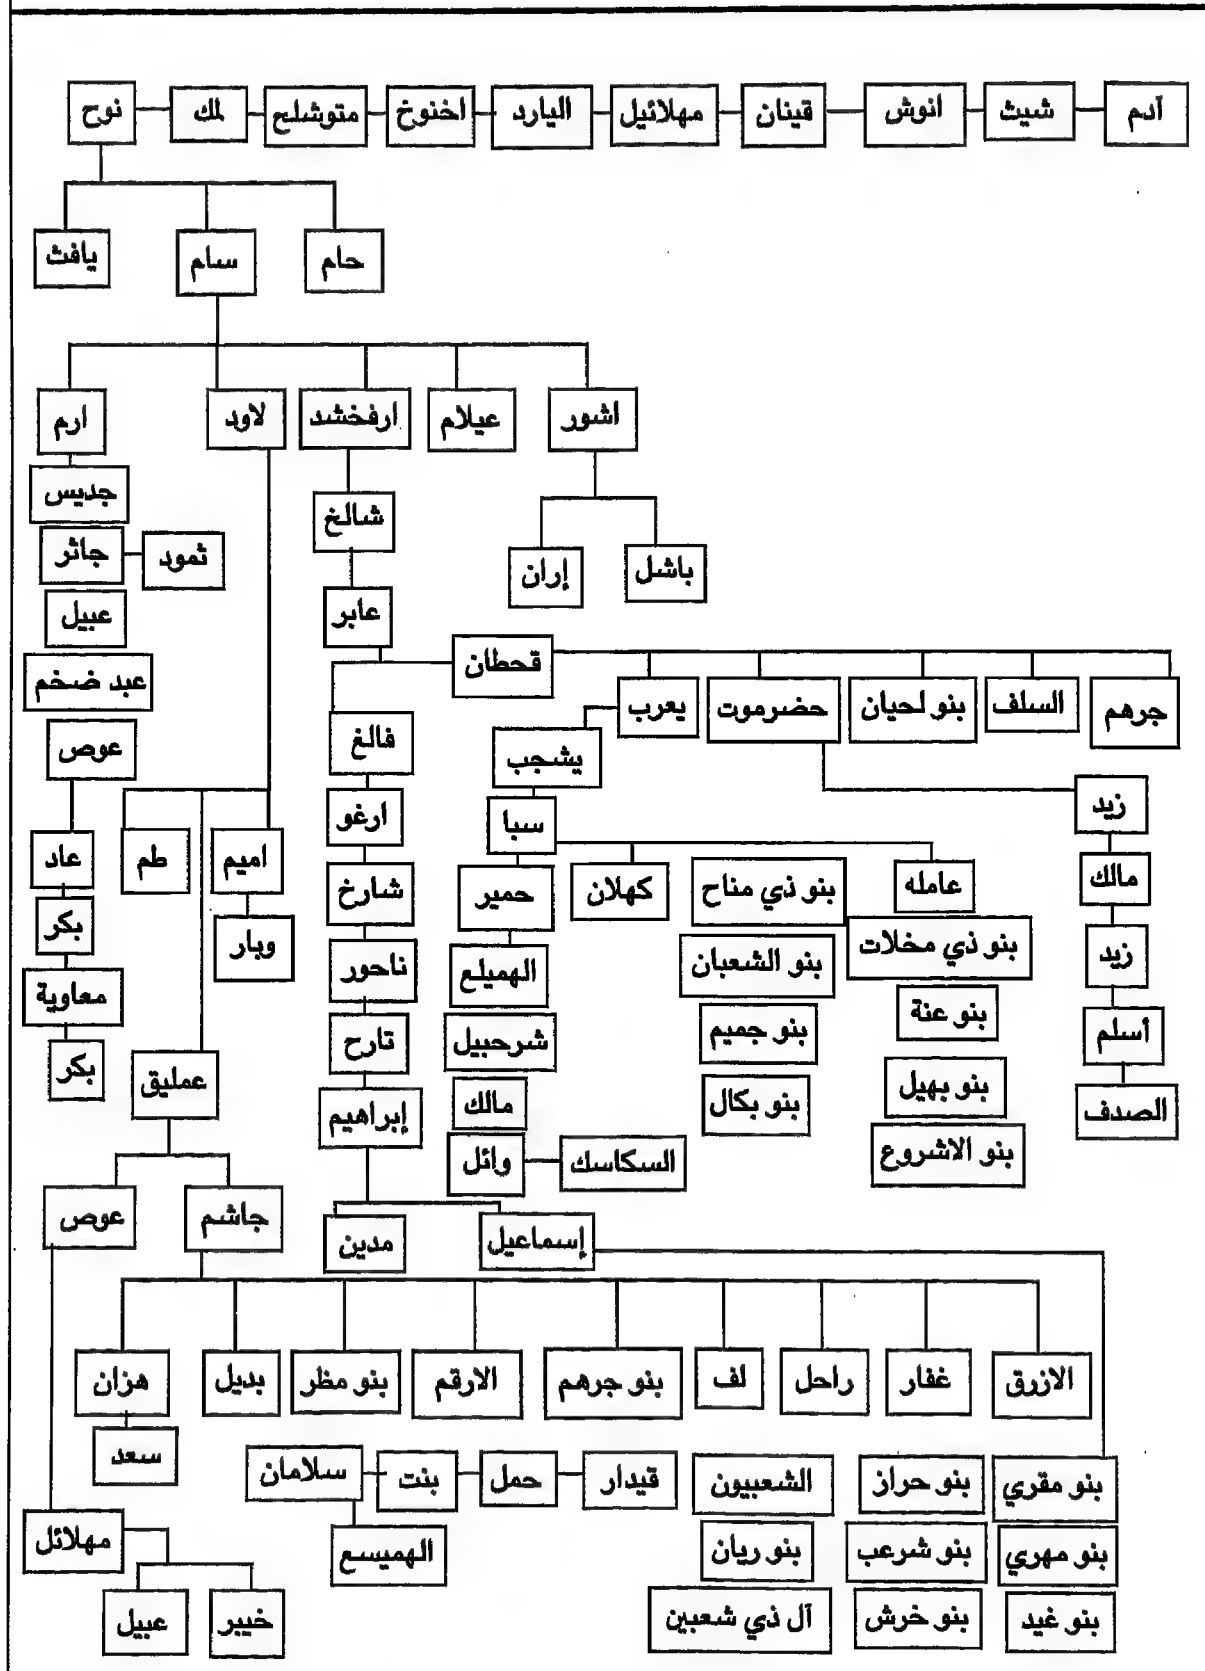 آدم
شيث
انوش
قينان
مهلائيل
اليارد
اخنوخ
متوشلح
لمك
نوح
حام
سام
يافث
اشور
عيلام
ارفخشد
لاود
ارم
جديس
شالخ
جائر
ثمود
باشل
إران
عابر
عبيل
قحطان
عبد ضخم
جرهم
السلف
بنو لحيان
حضرموت
يعرب
فالغ
عوص
يشجب
زيد
سبا
ارغو
اميم
طم
عاد
مالك
عامله
بنو ذي مناح
كهلان
حمير
شارخ
بكر
وبار
زيد
بنو ذي مخلات
بنو الشعبان
الهميلع
ناحور
معاوية
أسلم
بنو عنة
بنو جميم
شرحبيل
تارح
بكر
عمليق
الصدف
بنو بهيل
بنو بكال
مالك
إبراهيم
بنو الاشروع
السكاسك
وائل
جاشم
عوص
إسماعيل
مدين
الازرق
غفار
راحل
لف
بنو جرهم
الارقم
بنو مظر
بديل
هزان
سعد
بنو مقري
بنو حراز
الشعبيون
قيدار
حمل
بنت
سلامان
مهلائل
بنو مهري
بنو شرعب
بنو ريان
الهميسع
بنو غيد
بنو خرش
آل ذي شعبين
خيبر
عبيل